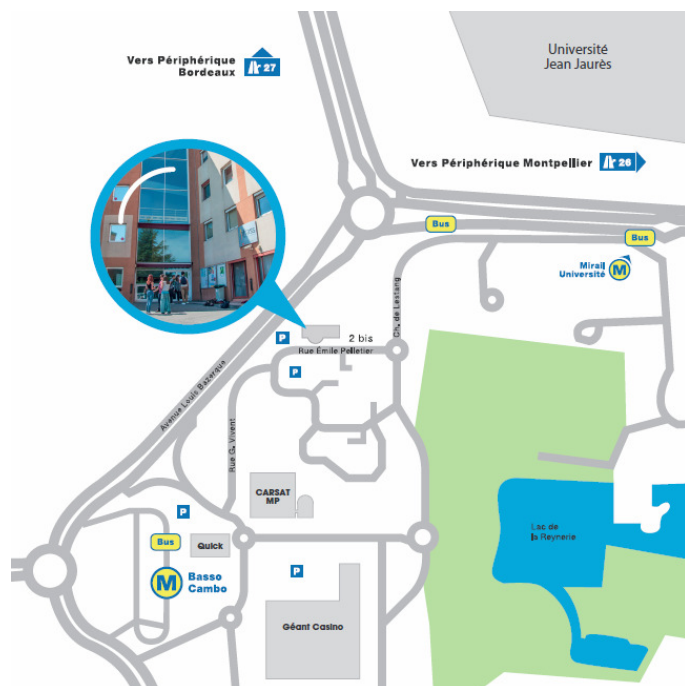 Université
Jean Jaurès
Vers Périphérique
Bordeaux
27
Vers Périphérique Montpellier
26
Bus
Bus
Mirail
Université
M
Ch. de Lestang
P
2 bis
Rue Émile Pelletier
P
Avenue Louis Bazerque
Rue G. Vivent
CARSAT
MP
P
Lac de
la Reynerie
Bus
Quick
M
Basso
Cambo
P
Géant Casino